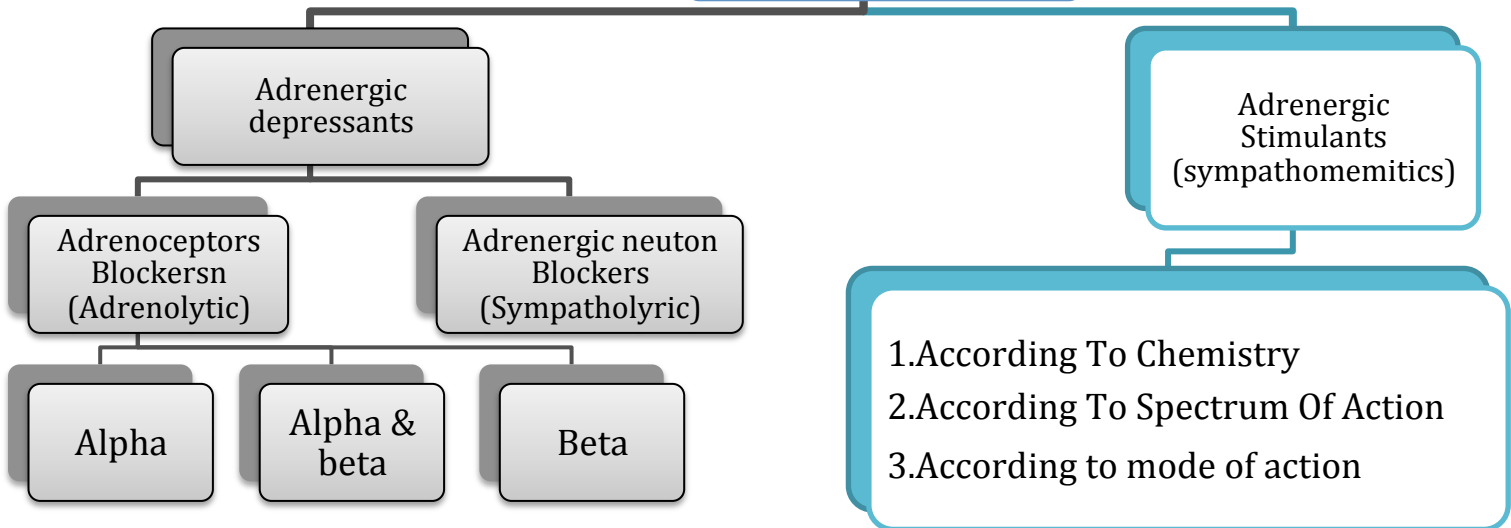 Adrenergic
depressants
Adrenergic
Stimulants
(sympathomemitics)
Adrenoceptors
Blockersn
(Adrenolytic)
Adrenergic neuton
Blockers
(Sympatholyric)
1.According To Chemistry
2.According To Spectrum Of Action
3.According to mode of action
Alpha
Alpha &
beta
Beta